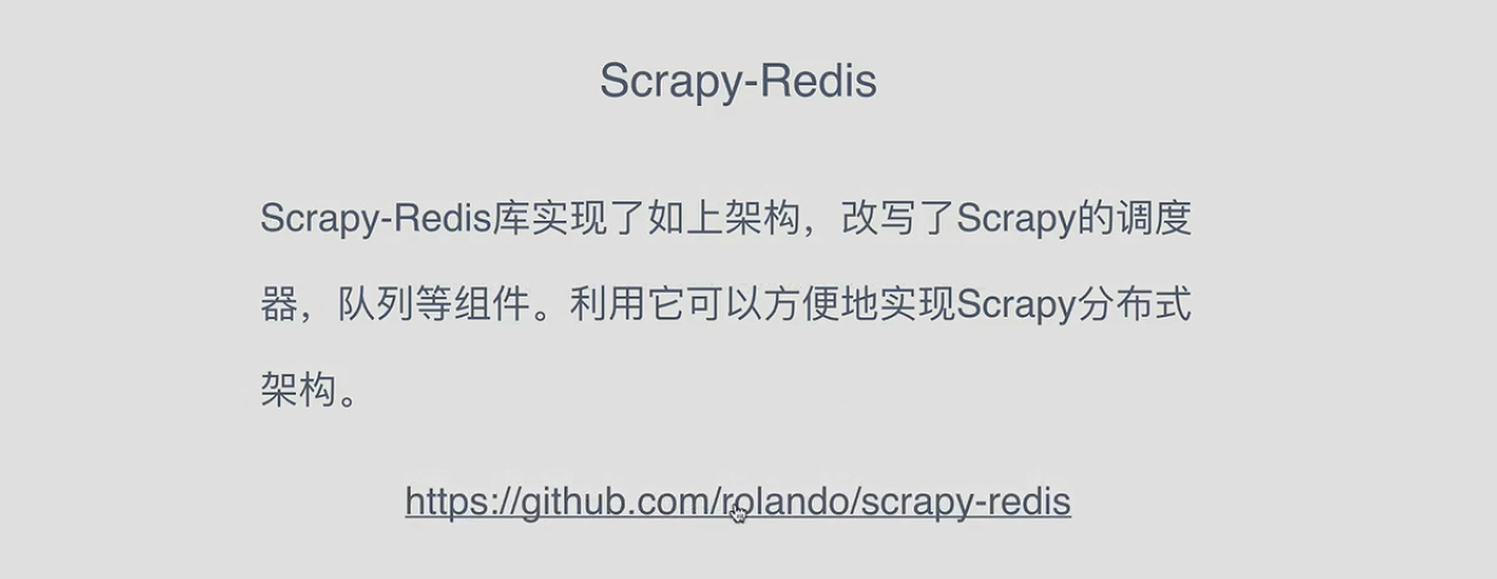 Scrapy-Redis
Scrapy-Redis库实现了如上架构，改写了Scrapy的调度
器，队列等组件。利用它可以方便地实现Scrapy分布式
架构。
https://github.com/rolando/scrapy-redis